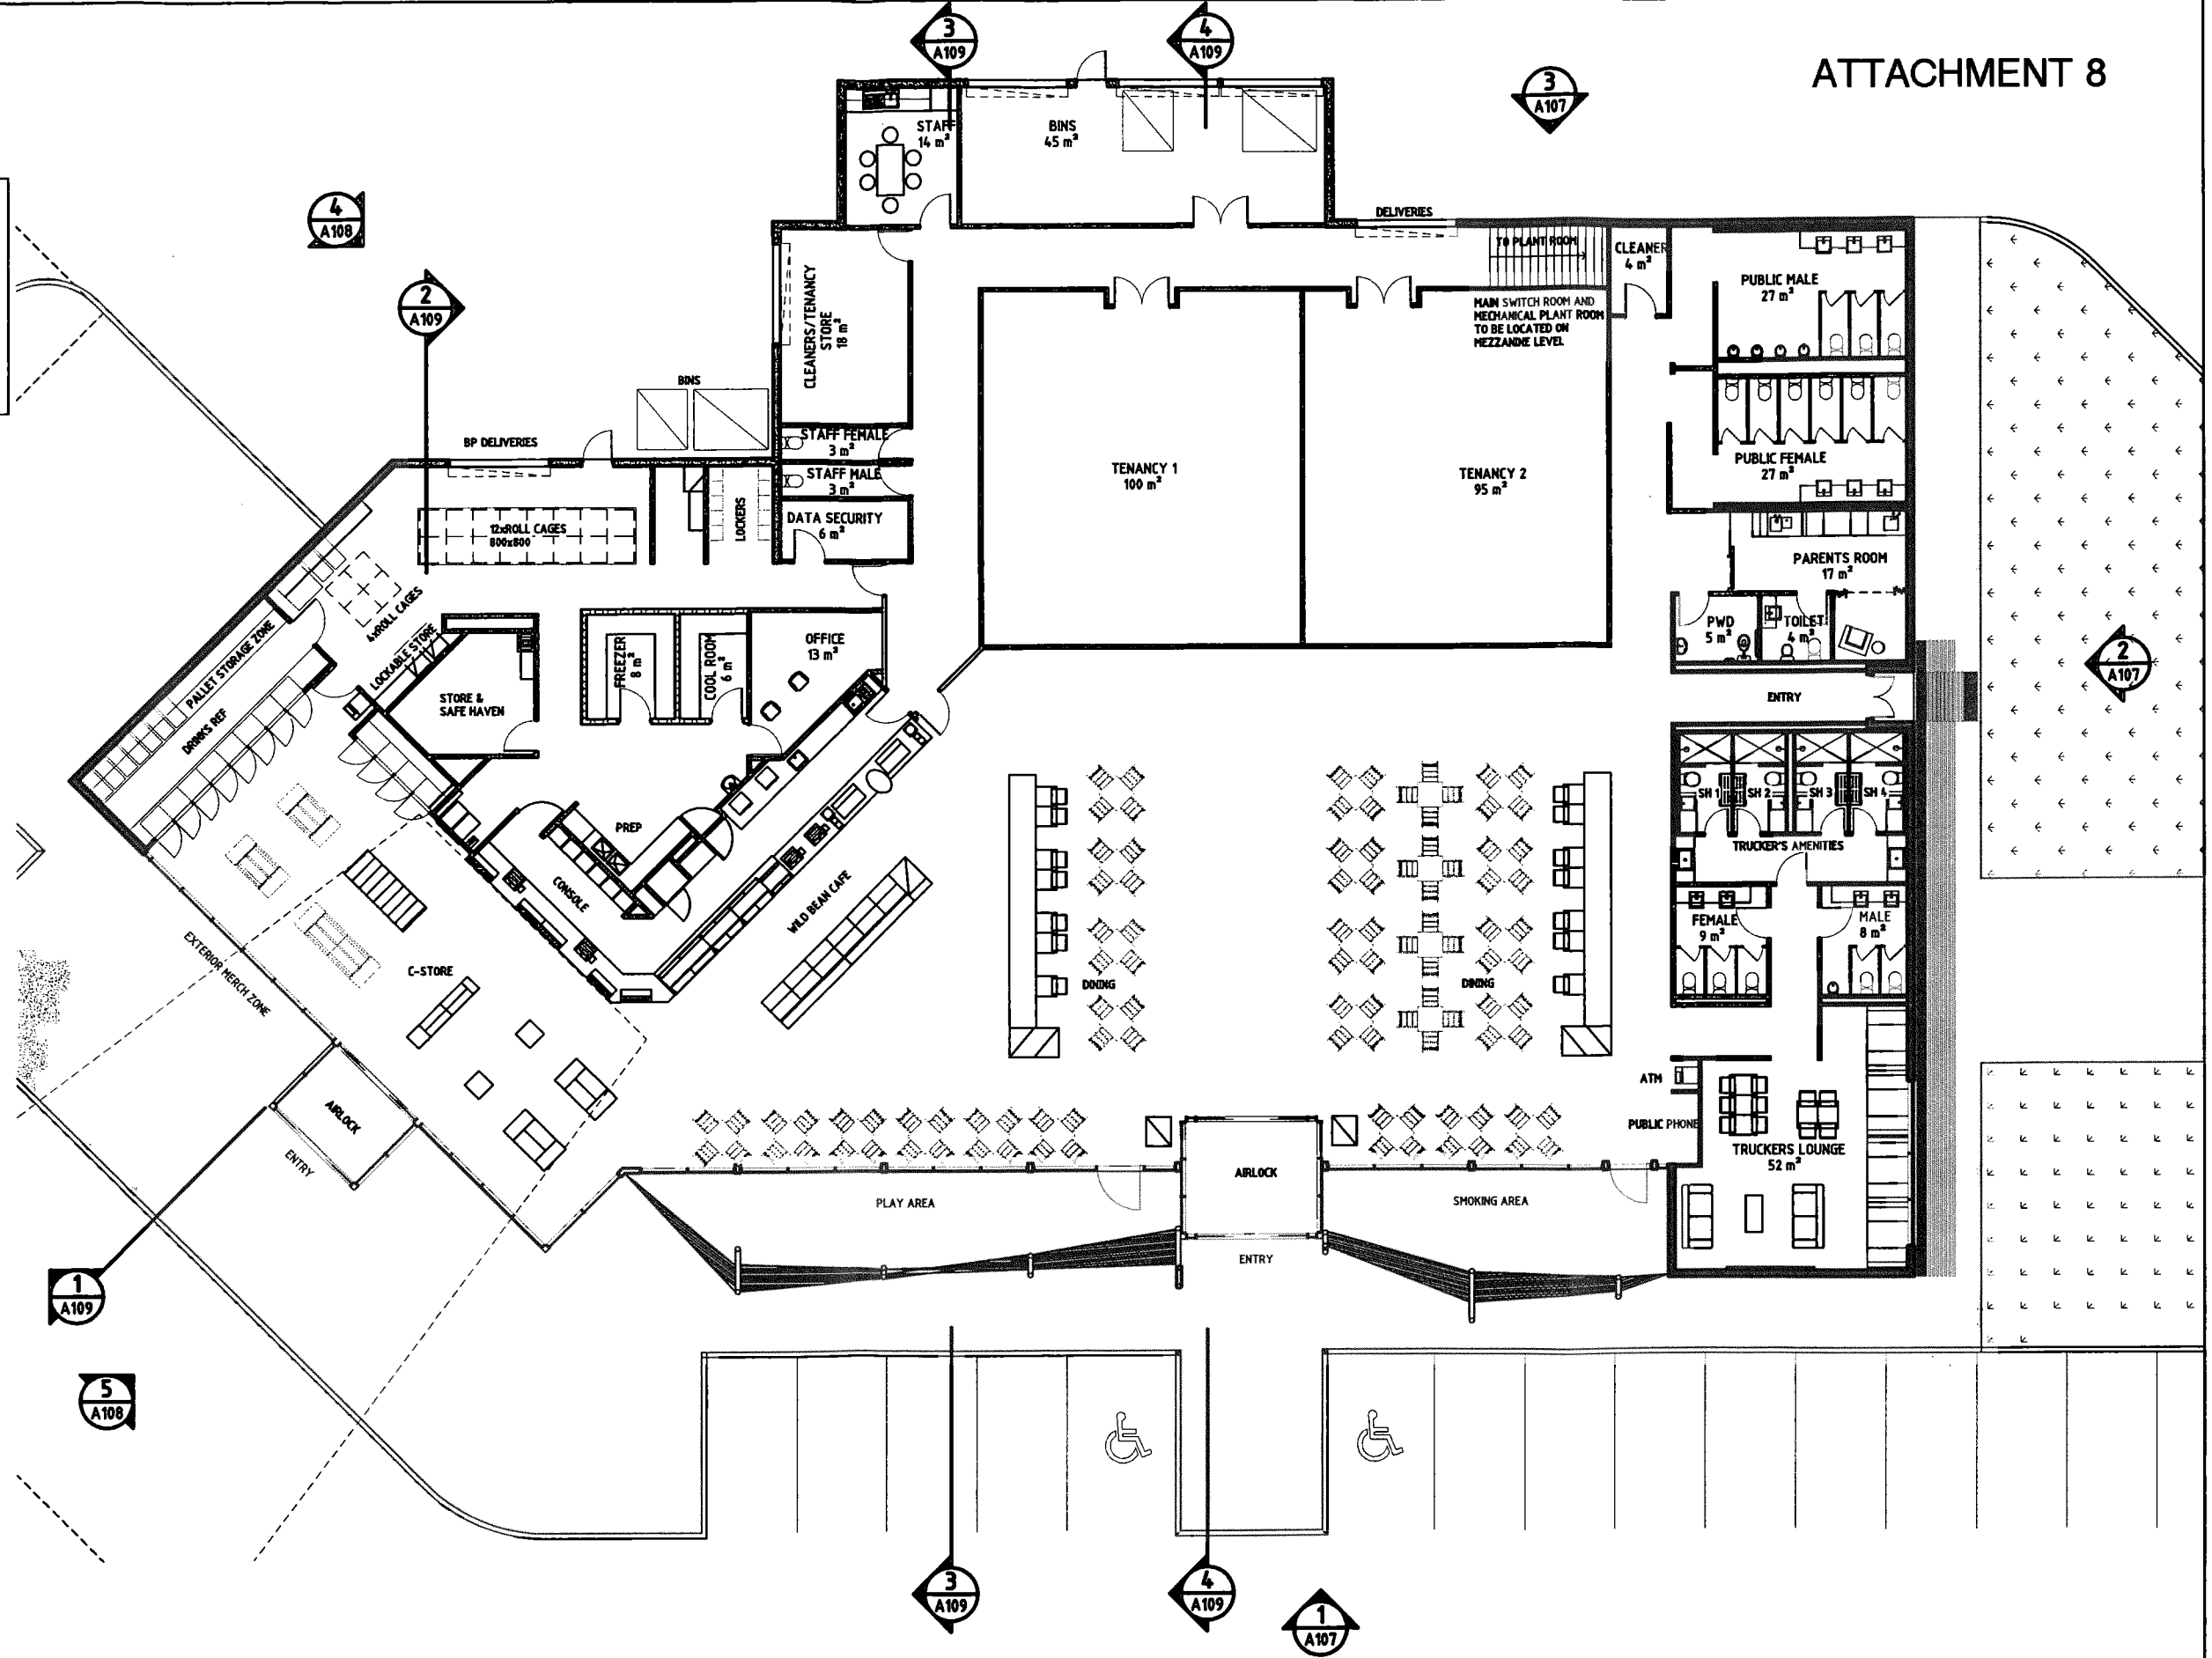 ATTACHMENT 8
3
A109
4
A109
3
A107
STAFF
14 m²
BINS
45 m²
4
A108
DELIVERIES
TO PLANT ROOM
CLEANER
4 m²
PUBLIC MALE
27 m²
2
A109
CLEANERS/TENANCY
STORE
18 m²
MAIN SWITCH ROOM AND
MECHANICAL PLANT ROOM
TO BE LOCATED ON
MEZZANINE LEVEL
BINS
BP DELIVERIES
STAFF FEMALE
3 m²
STAFF MALE
3 m²
TENANCY 1
100 m²
TENANCY 2
95 m²
PUBLIC FEMALE
27 m²
12xROLL CAGES
800x800
LOCKERS
DATA SECURITY
6 m²
PARENTS ROOM
17 m²
4xROLL CAGES
PALLET STORAGE ZONE
LOCKABLE STORE
DRINKS REF
STORE &
SAFE HAVEN
FREEZER
8 m²
COOL ROOM
6 m²
OFFICE
13 m²
PWD
5 m²
TOILET
4 m²
2
A107
ENTRY
SH 1
SH 2
SH 3
SH 4
PREP
TRUCKER'S AMENITIES
CONSOLE
WILD BEAN CAFE
FEMALE
9 m²
MALE
8 m²
EXTERIOR MERCH ZONE
C-STORE
DINING
DINING
AIRLOCK
ENTRY
ATM
PUBLIC PHONE
TRUCKERS LOUNGE
52 m²
AIRLOCK
PLAY AREA
SMOKING AREA
ENTRY
1
A109
5
A108
3
A109
4
A109
1
A107